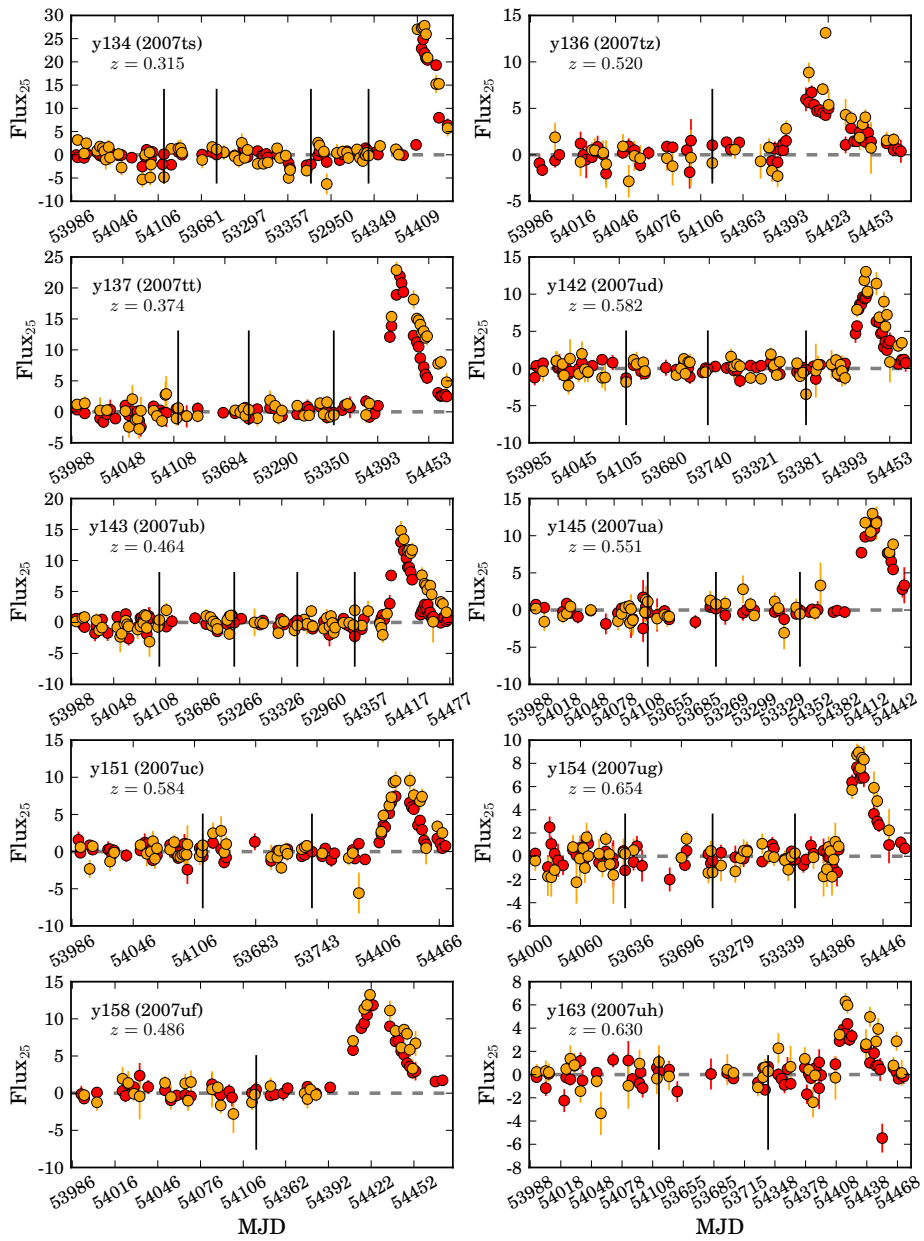 y134 (2007ts)
z = 0.315
Flux25
30
25
20
15
10
5
0
−5
−10
53986 54046 54106 53681 53297 53357 52950 54349 54409
y136 (2007tz)
z = 0.520
Flux25
15
10
5
0
−5
53986 54016 54046 54076 54106 54363 54393 54423 54453
y137 (2007tt)
z = 0.374
Flux25
25
20
15
10
5
0
−5
53988 54048 54108 53684 53290 53350 54393 54453
y142 (2007ud)
z = 0.582
Flux25
15
10
5
0
−5
−10
53985 54045 54105 53680 53740 53321 53381 54393 54453
y143 (2007ub)
z = 0.464
Flux25
20
15
10
5
0
−5
−10
53988 54048 54108 53686 53266 53326 52960 54357 54417 54477
y145 (2007ua)
z = 0.551
Flux25
15
10
5
0
−5
−10
53988 54018 54048 54078 54108 53655 53685 53269 53299 53329 54352 54382 54412 54442
y151 (2007uc)
z = 0.584
Flux25
15
10
5
0
−5
−10
53986 54046 54106 53683 53743 54406 54466
y154 (2007ug)
z = 0.654
Flux25
10
8
6
4
2
0
−2
−4
−6
54000 54060 53636 53696 53279 53339 54386 54446
y158 (2007uf)
z = 0.486
Flux25
15
10
5
0
−5
−10
53986 54016 54046 54076 54106 54362 54392 54422 54452
MJD
y163 (2007uh)
z = 0.630
Flux25
8
6
4
2
0
−2
−4
−6
−8
53988 54018 54048 54078 54108 53655 53685 53715 54348 54378 54408 54438 54468
MJD